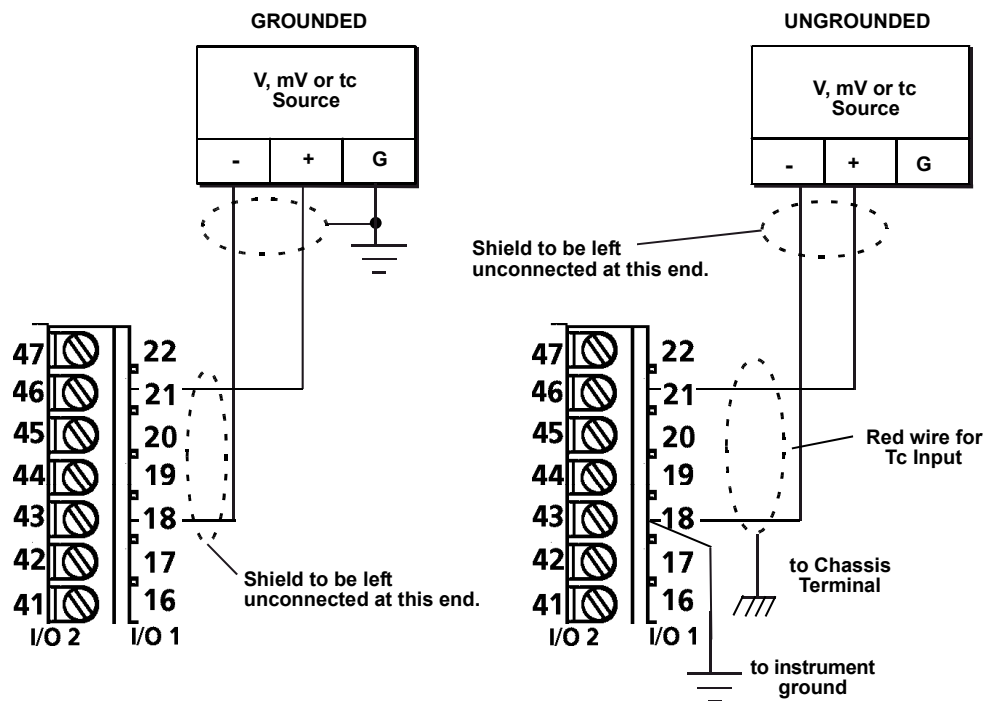 GROUNDED
V, mV or tc
Source
-
+
G
Shield to be left
unconnected at this end.
47
46
45
44
43
42
41
I/O 2
22
21
20
19
18
17
16
I/O 1
UNGROUNDED
V, mV or tc
Source
-
+
G
Shield to be left
unconnected at this end.
47
46
45
44
43
42
41
I/O 2
22
21
20
19
18
17
16
I/O 1
Red wire for
Tc Input
to Chassis
Terminal
to instrument
ground